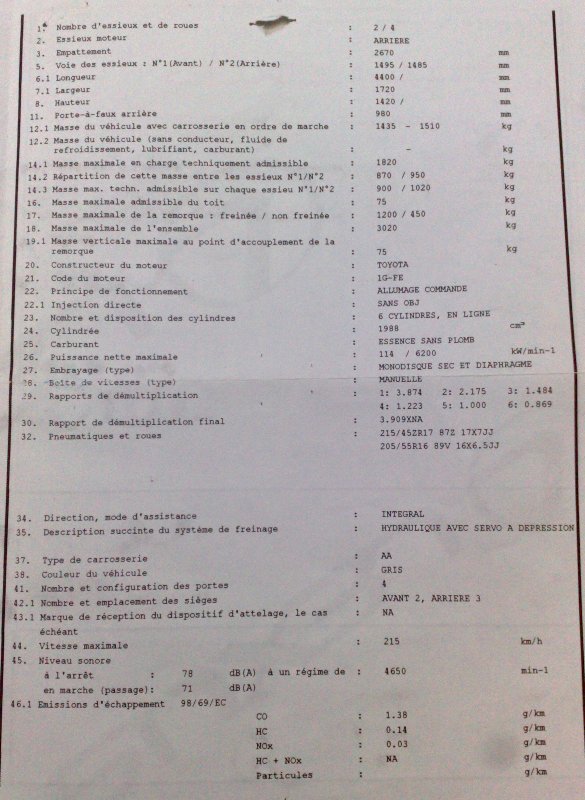 1. Nombre d'essieux et de roues : 2 / 4
2. Essieux moteur : ARRIERE
3. Empattement : 2670 mm
5. Voie des essieux : N°1(Avant) / N°2(Arrière) : 1495 / 1485 mm
6.1 Longueur : 4400 / mm
7.1 Largeur : 1720 mm
8. Hauteur : 1420 / mm
11. Porte-à-faux arrière : 980 mm
12.1 Masse du véhicule avec carrosserie en ordre de marche : 1435 - 1510 kg
12.2 Masse du véhicule (sans conducteur, fluide de
refroidissement, lubrifiant, carburant) : - kg
14.1 Masse maximale en charge techniquement admissible : 1820 kg
14.2 Répartition de cette masse entre les essieux N°1/N°2 : 870 / 950 kg
14.3 Masse max. techn. admissible sur chaque essieu N°1/N°2 : 900 / 1020 kg
16. Masse maximale admissible du toit : 75 kg
17. Masse maximale de la remorque : freinée / non freinée : 1200 / 450 kg
18. Masse maximale de l'ensemble : 3020 kg
19.1 Masse verticale maximale au point d'accouplement de la
remorque : 75 kg
20. Constructeur du moteur : TOYOTA
21. Code du moteur : 1G-FE
22. Principe de fonctionnement : ALLUMAGE COMMANDE
22.1 Injection directe : SANS OBJ
23. Nombre et disposition des cylindres : 6 CYLINDRES, EN LIGNE
24. Cylindrée : 1988 cm³
25. Carburant : ESSENCE SANS PLOMB
26. Puissance nette maximale : 114 / 6200 kW/min-1
27. Embrayage (type) : MONODISQUE SEC ET DIAPHRAGME
28. Boîte de vitesses (type) : MANUELLE
29. Rapports de démultiplication : 1: 3.874 2: 2.175 3: 1.484
4: 1.223 5: 1.000 6: 0.869
30. Rapport de démultiplication final : 3.909XNA
32. Pneumatiques et roues : 215/45ZR17 87Z 17X7JJ
205/55R16 89V 16X6.5JJ
34. Direction, mode d'assistance : INTEGRAL
35. Description succinte du système de freinage : HYDRAULIQUE AVEC SERVO A DEPRESSION
37. Type de carrosserie : AA
38. Couleur du véhicule : GRIS
41. Nombre et configuration des portes : 4
42.1 Nombre et emplacement des sièges : AVANT 2, ARRIERE 3
43.1 Marque de réception du dispositif d'attelage, le cas : NA
échéant
44. Vitesse maximale : 215 km/h
45. Niveau sonore
à l'arrêt : 78 dB(A) à un régime de : 4650 min-1
en marche (passage): 71 dB(A)
46.1 Emissions d'échappement 98/69/EC
CO : 1.38 g/km
HC : 0.14 g/km
NOx : 0.03 g/km
HC + NOx : NA g/km
Particules : g/km